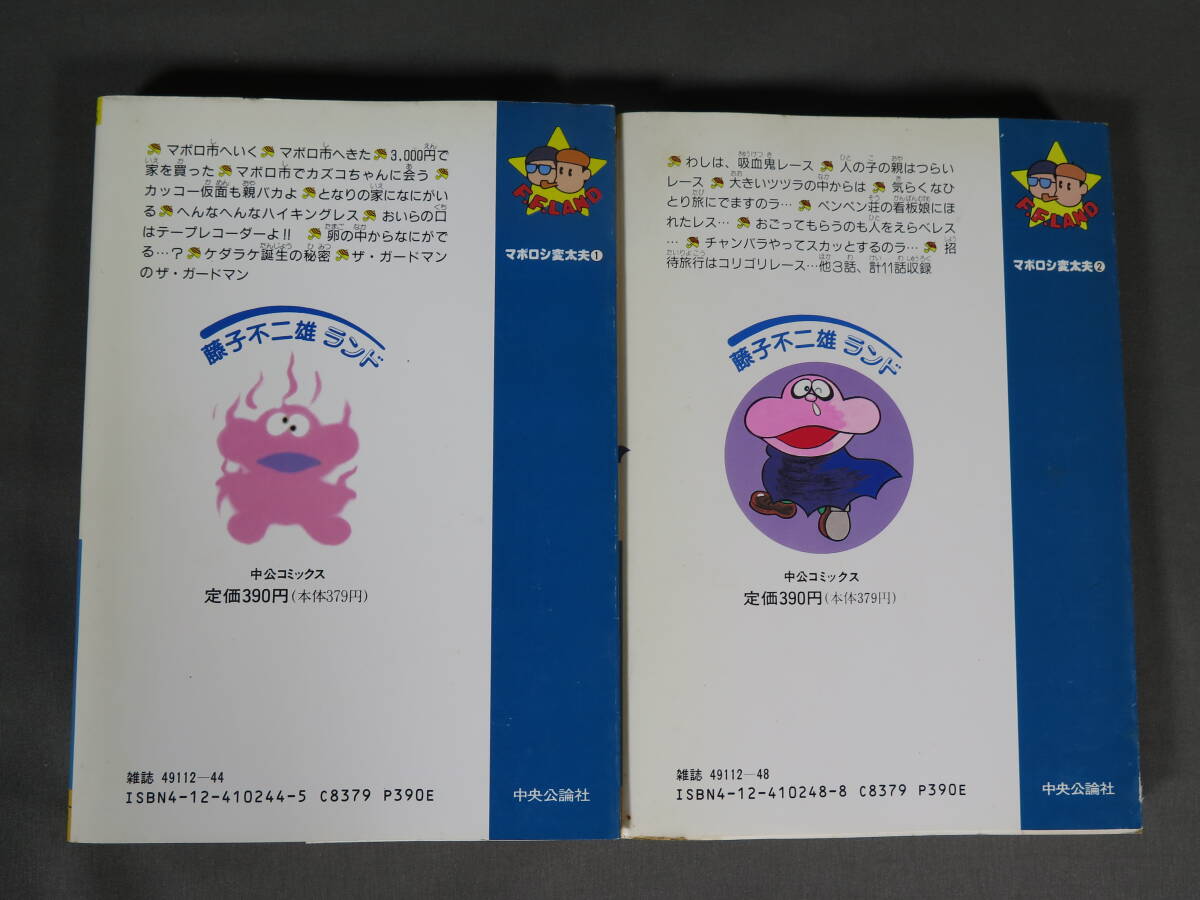 マボロ市へいく マボロ市へきた 3,000円で
家を買った マボロ市でカズコちゃんに会う
カッコー仮面も親バカよ となりの家になにがい
る へんなへんなハイキングレス おいらの口
はテープレコーダーよ!! 卵の中からなにがで
る…? ケダラケ誕生の秘密 ザ・ガードマン
のザ・ガードマン
藤子不二雄 ランド
中公コミックス
定価390円(本体379円)
雑誌 49112-44
ISBN4-12-410244-5 C8379 P390E
F.F.LAND
マボロシ変太夫①
中央公論社
わしは、吸血鬼レース 人の子の親はつらい
レース 大きいツツラの中からは 気らくなひ
とり旅にでますのラ… ペンペン荘の看板娘にほ
れたレス… おごってもらうのも人をえらべレス
… チャンバラやってスカッとするのラ… 招
待旅行はコリゴリレース…他3話、計11話収録
藤子不二雄 ランド
中公コミックス
定価390円(本体379円)
雑誌 49112-48
ISBN4-12-410248-8 C8379 P390E
F.F.LAND
マボロシ変太夫②
中央公論社